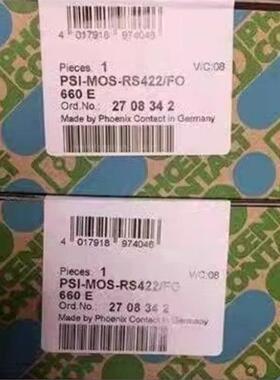 4 017918 974046
Pieces: 1 V/C:08
PSI-MOS-RS422/FO
660 E
Ord.No.: 27 08 34 2
Made by Phoenix Contact in Germany
4 017918 974046
Pieces: 1 V/C:08
PSI-MOS-RS422/FO
660 E
Ord.No.: 27 08 34 2
Made by Phoenix Contact in Germany